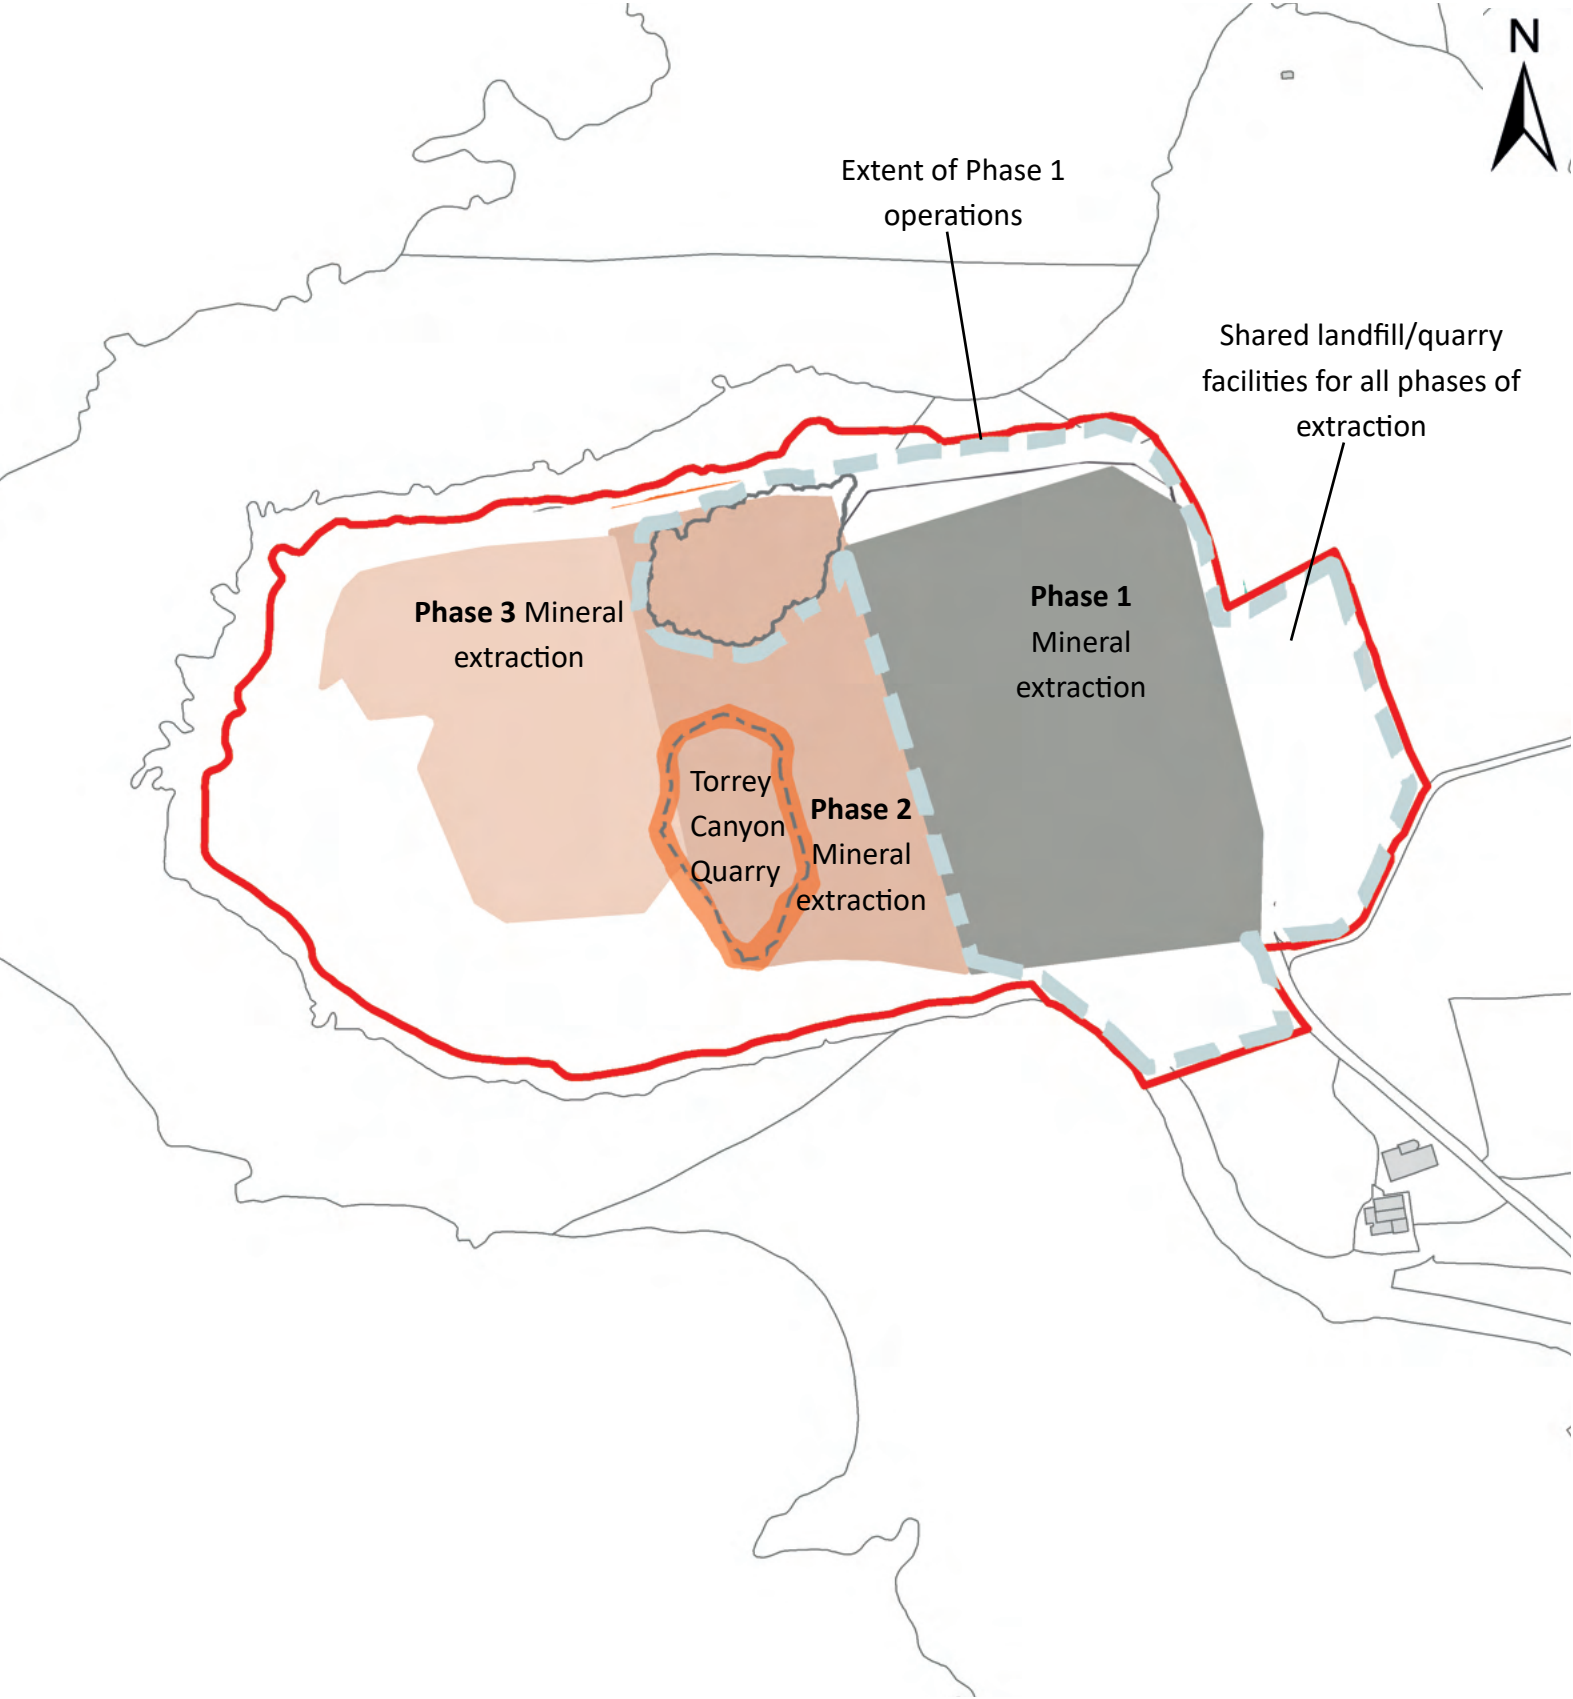 N
Extent of Phase 1
operations
Shared landfill/quarry
facilities for all phases of
extraction
Phase 3 Mineral
extraction
Phase 1
Mineral
extraction
Torrey
Canyon
Quarry
Phase 2
Mineral
extraction